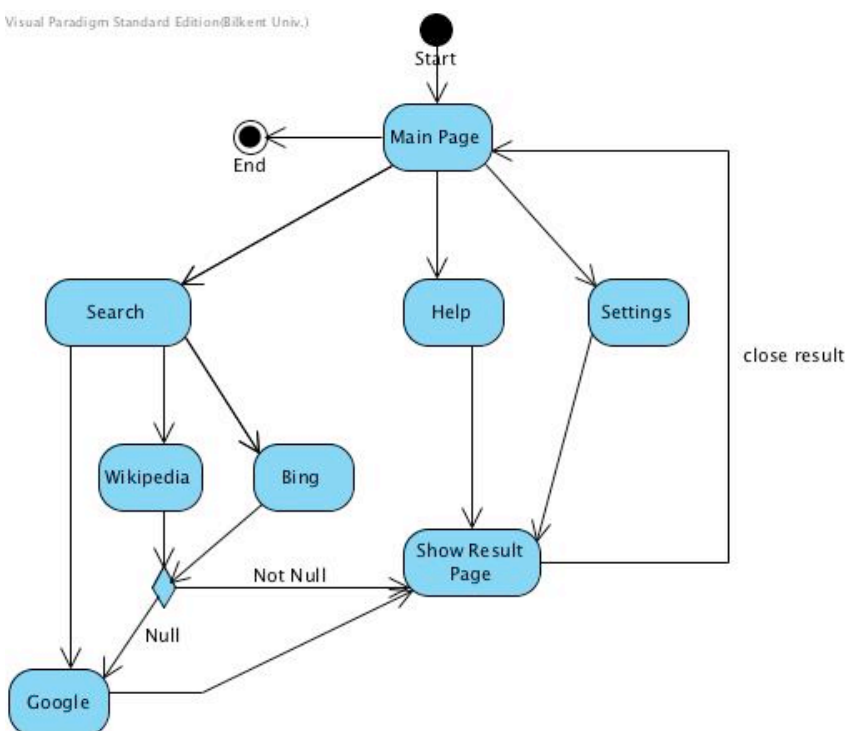 Visual Paradigm Standard Edition(Bilkent Univ.)
Start
Main Page
End
Search
Help
Settings
close result
Wikipedia
Bing
Show Result
Page
Not Null
Null
Google